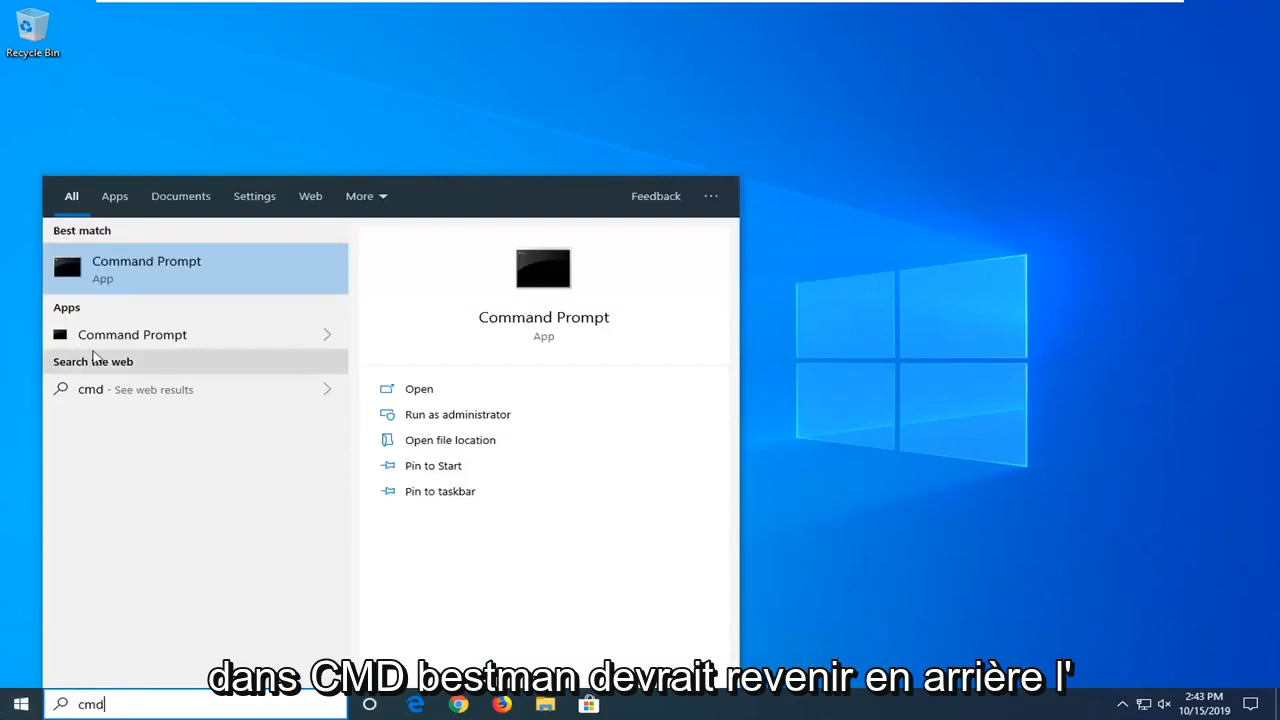 Recycle Bin
All Apps Documents Settings Web More Feedback ...
Best match
Command Prompt
App
Apps
Command Prompt
Search the web
cmd - See web results
Command Prompt
App
Open
Run as administrator
Open file location
Pin to Start
Pin to taskbar
dans CMD bestman devrait revenir en arrière l'
cmd
2:43 PM
10/15/2019